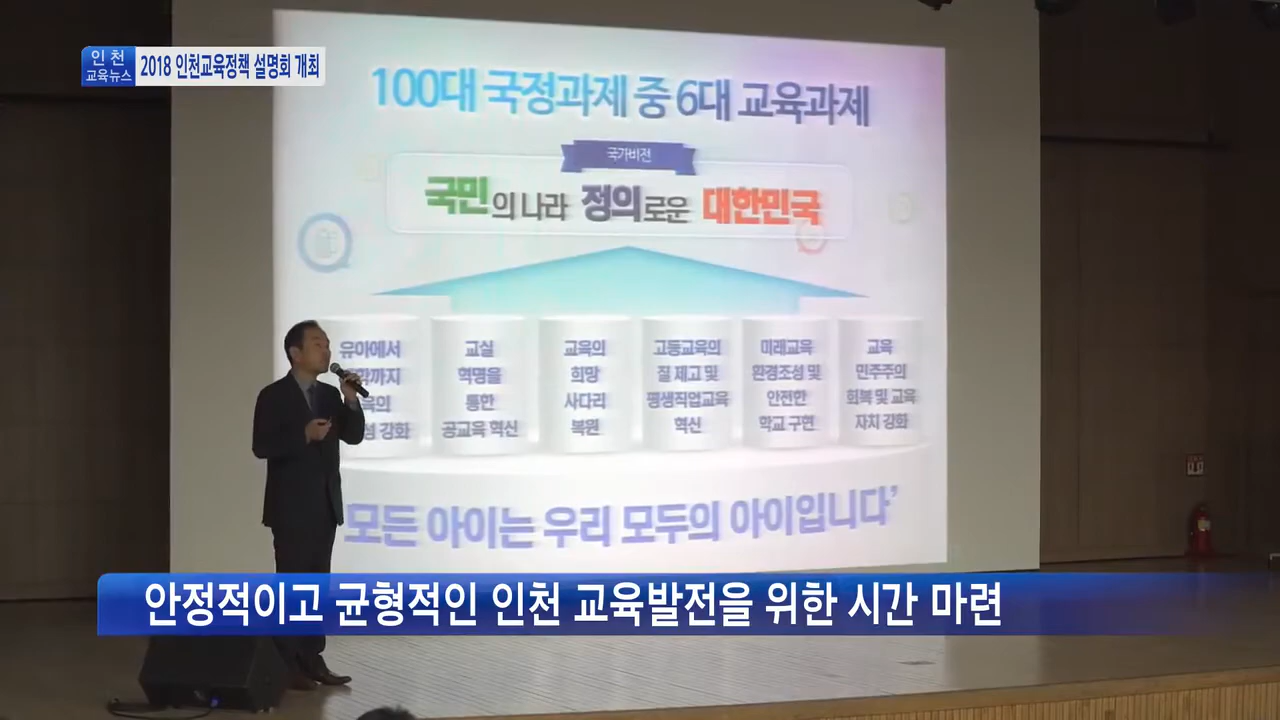 인천
교육뉴스
2018 인천교육정책 설명회 개최
100대 국정과제 중 6대 교육과제
국가비전
국민의 나라 정의로운 대한민국
유아에서
까지
강화
교실
혁명을
통한
공교육 혁신
교육의
희망
사다리
복원
고등교육의
질 제고 및
평생직업교육
혁신
미래교육
환경조성 및
안전한
학교 구현
교육
민주주의
회복 및 교육
자치 강화
모든 아이는 우리 모두의 아이입니다’
안정적이고 균형적인 인천 교육발전을 위한 시간 마련